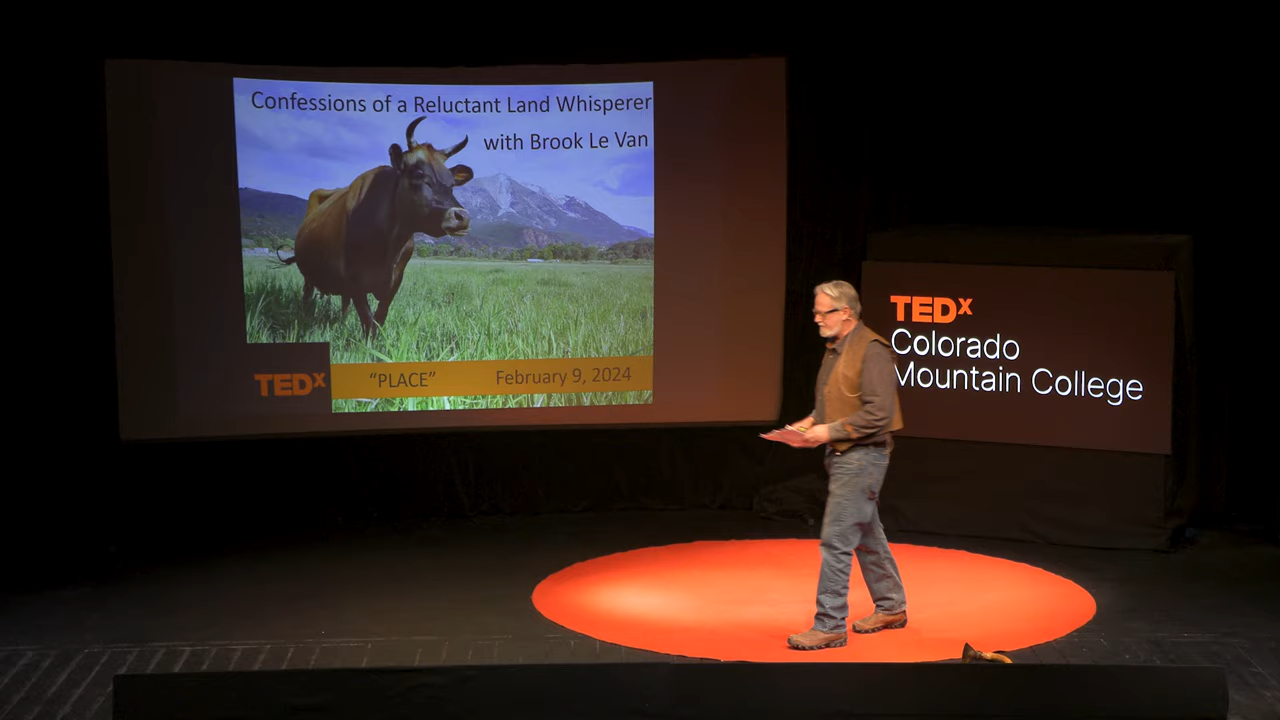 Confessions of a Reluctant Land Whisperer
with Brook Le Van
TEDx
“PLACE”
February 9, 2024
TEDx
Colorado
Mountain College